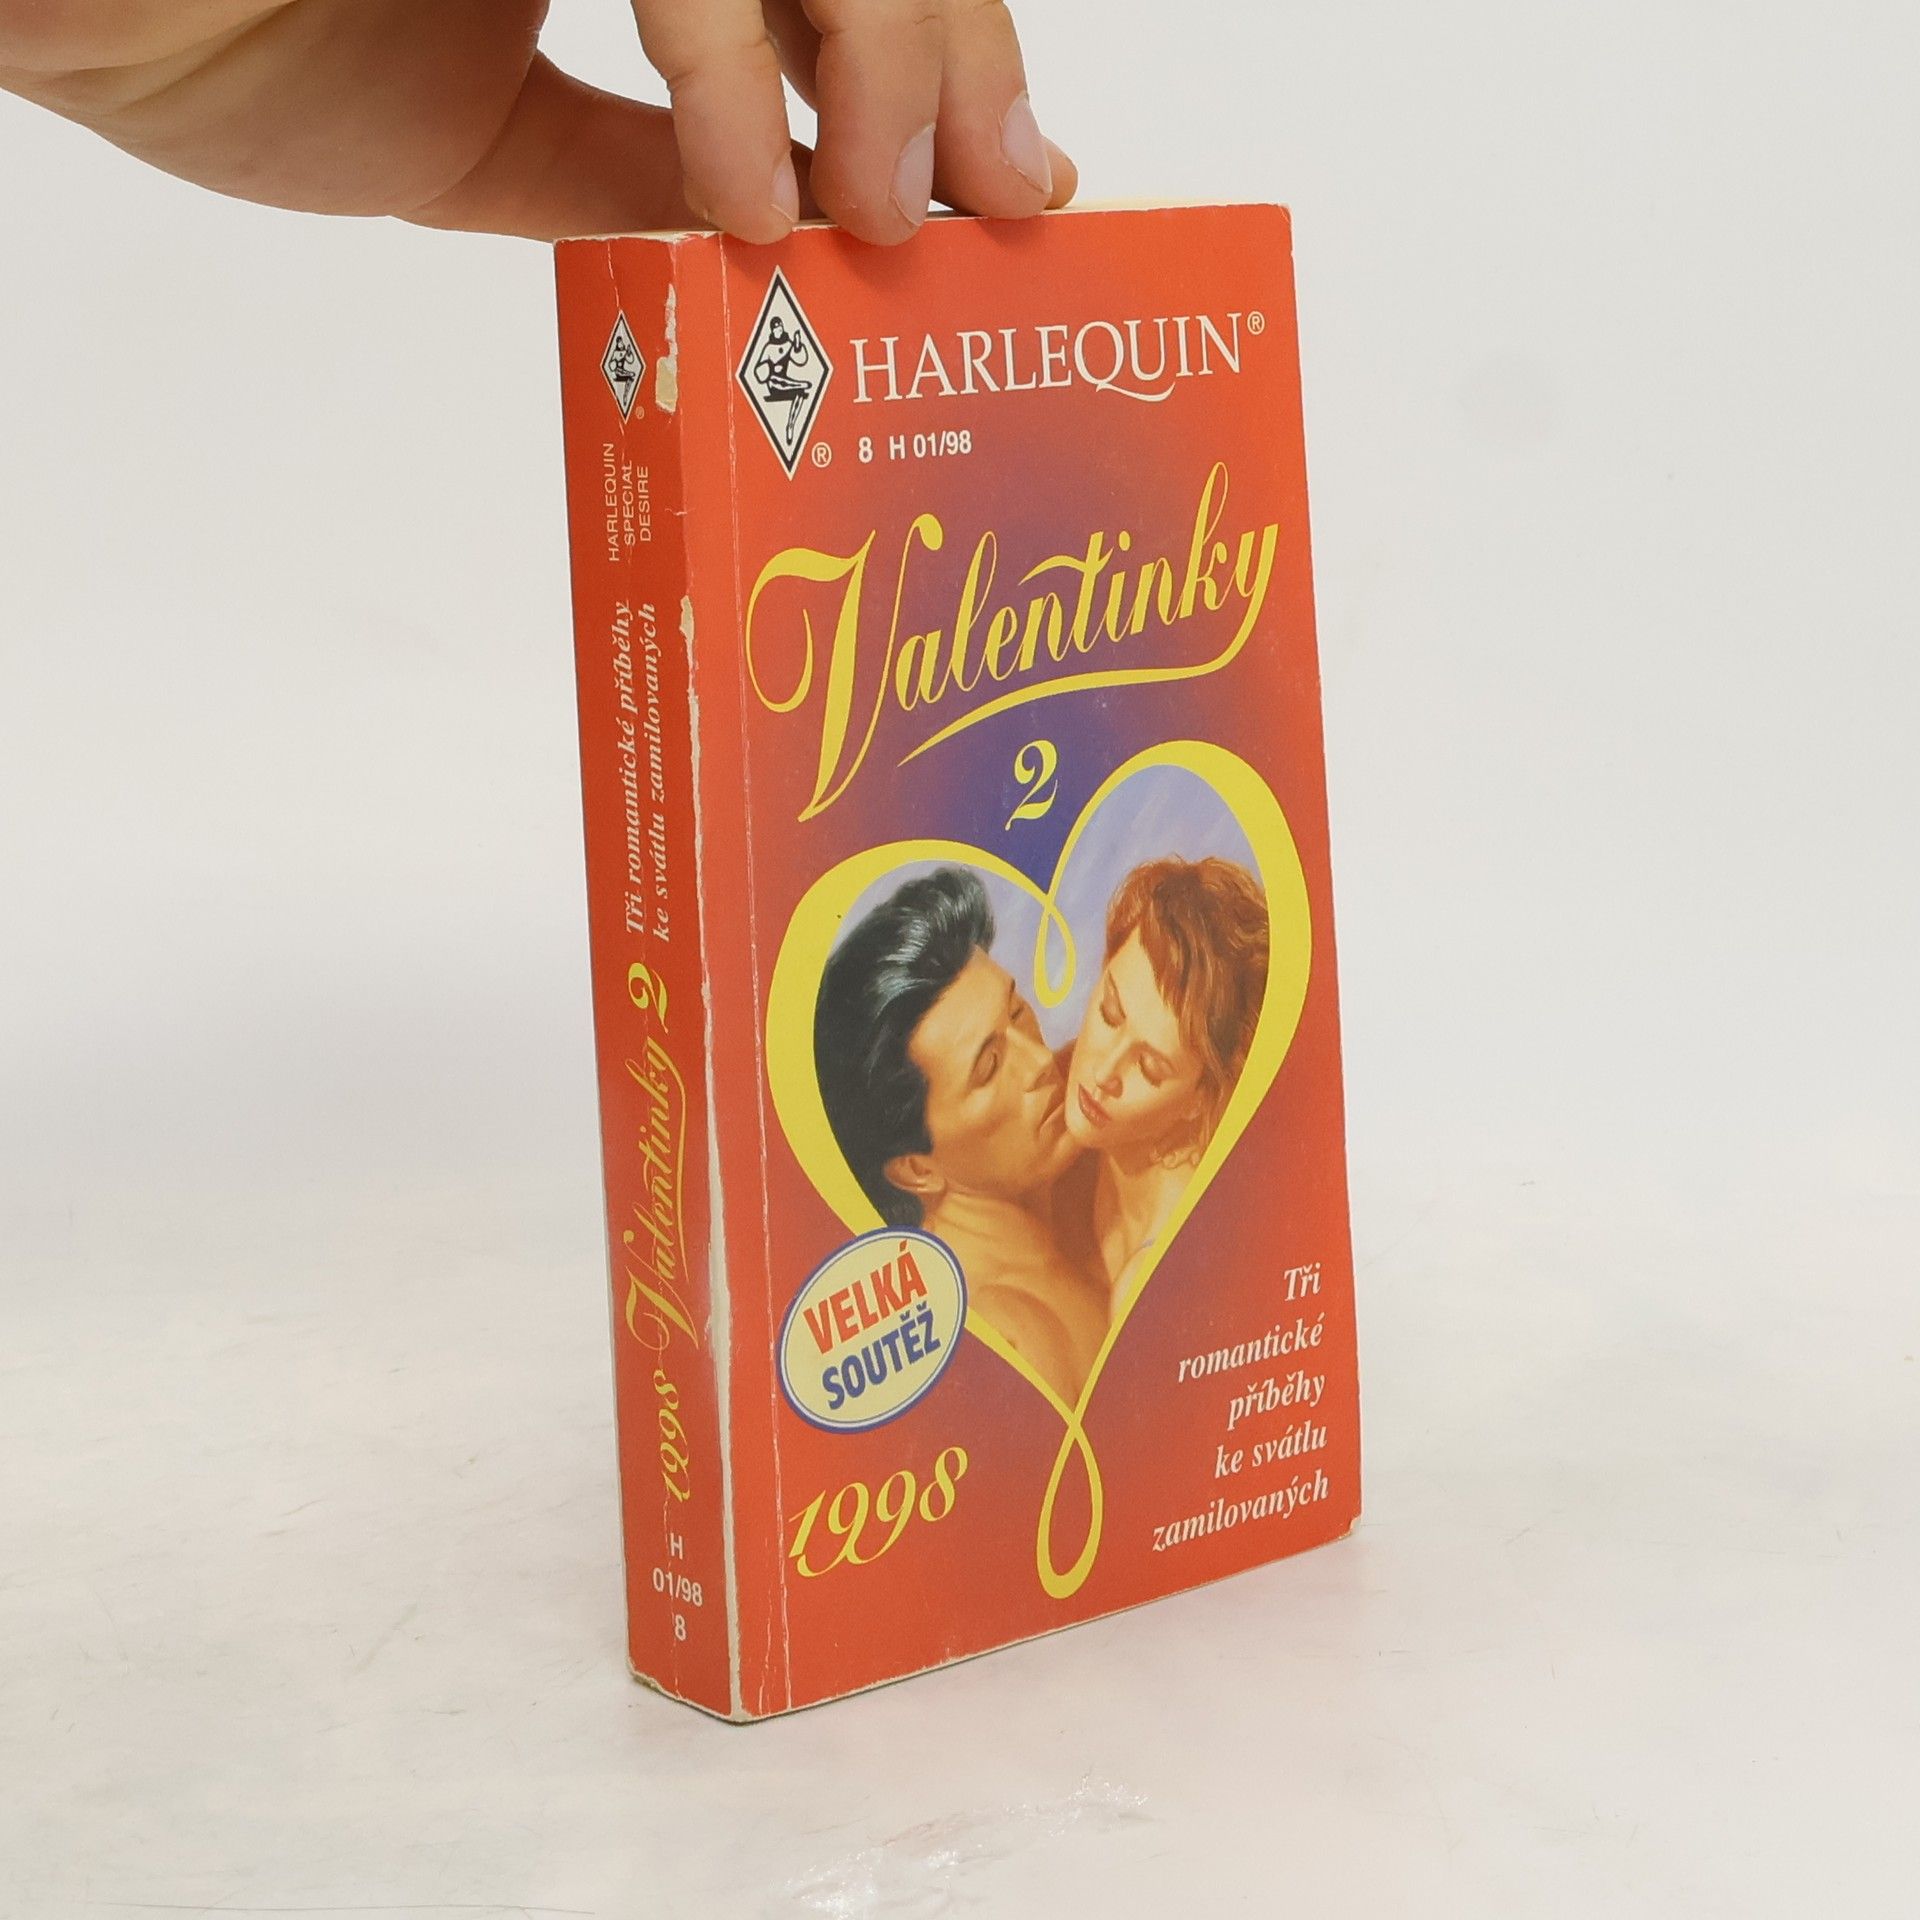 HARLEQUIN®
®
8 H 01/98
Valentinky
2
VELKÁ
SOUTĚŽ
1998
Tři
romantické
příběhy
ke svátlu
zamilovaných
®
HARLEQUIN
SPECIAL
DESIRE
Tři romantické příběhy
ke svátlu zamilovaných
Valentinky 2
1998
H
01/98
8